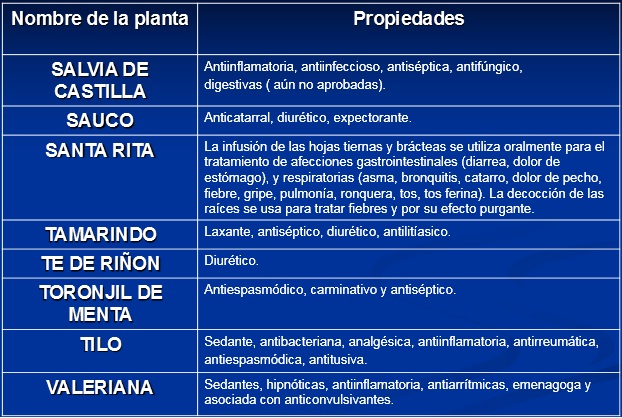 Nombre de la planta
Propiedades
SALVIA DE
CASTILLA
Antiinflamatoria, antiinfeccioso, antiséptica, antifúngico,
digestivas ( aún no aprobadas).
SAUCO
Anticatarral, diurético, expectorante.
SANTA RITA
La infusión de las hojas tiernas y brácteas se utiliza oralmente para el
tratamiento de afecciones gastrointestinales (diarrea, dolor de
estómago), y respiratorias (asma, bronquitis, catarro, dolor de pecho,
fiebre, gripe, pulmonía, ronquera, tos, tos ferina). La decocción de las
raíces se usa para tratar fiebres y por su efecto purgante.
TAMARINDO
Laxante, antiséptico, diurético, antilitíasico.
TE DE RIÑON
Diurético.
TORONJIL DE
MENTA
Antiespasmódico, carminativo y antiséptico.
TILO
Sedante, antibacteriana, analgésica, antiinflamatoria, antirreumática,
antiespasmódica, antitusiva.
VALERIANA
Sedantes, hipnóticas, antiinflamatoria, antiarrítmicas, emenagoga y
asociada con anticonvulsivantes.